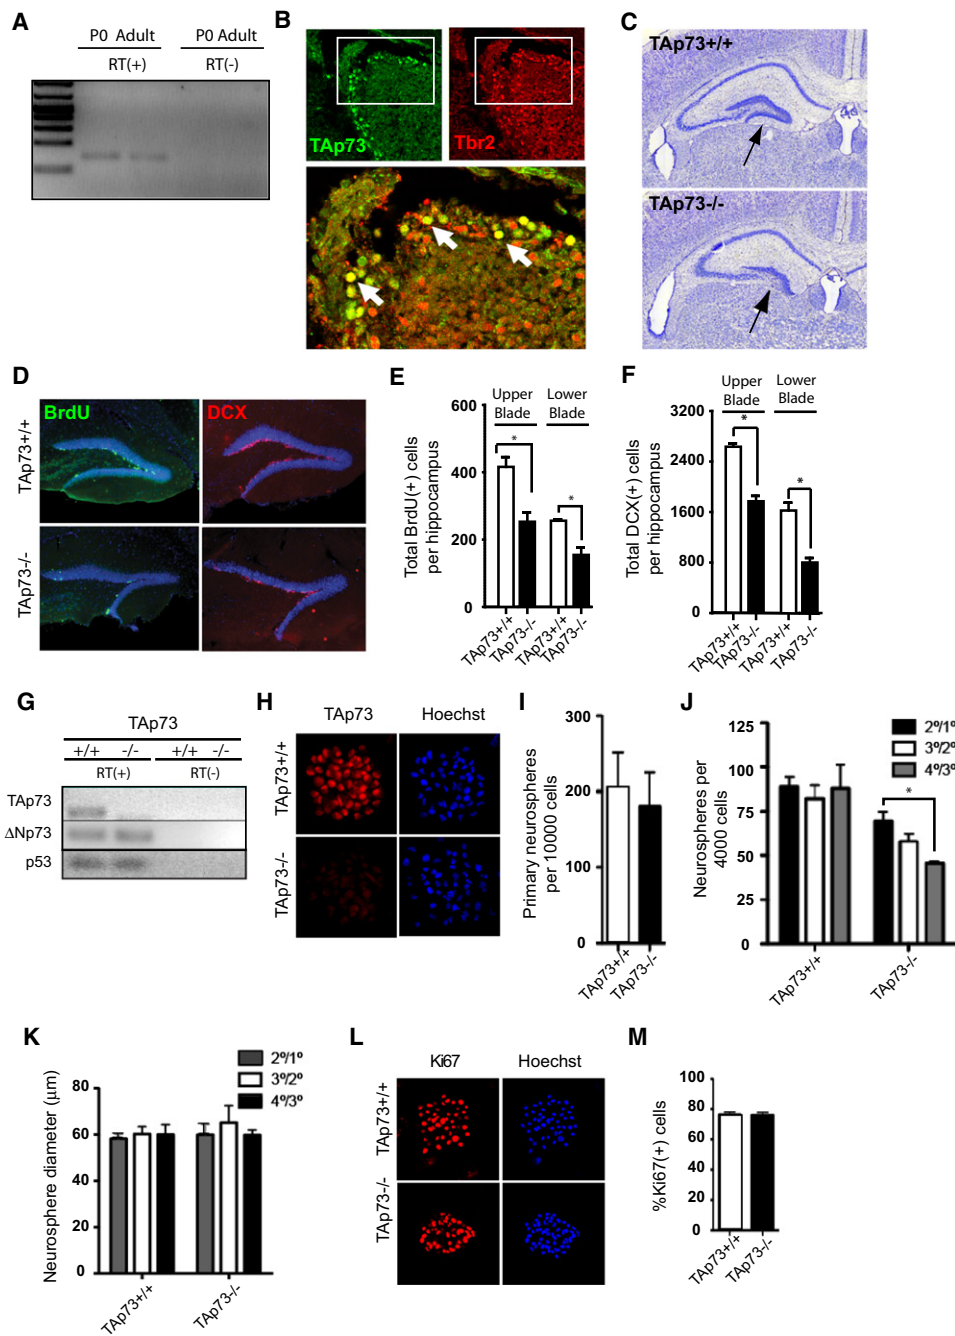 A
P0 Adult P0 Adult
RT(+) RT(-)
B
TAp73
Tbr2
C
TAp73+/+
TAp73-/-
D
BrdU
DCX
TAp73+/+
TAp73-/-
E
Upper Blade
Lower Blade
Total BrdU(+) cells per hippocampus
600
400
200
0
*
*
TAp73+/+
TAp73-/-
TAp73+/+
TAp73-/-
F
Upper Blade
Lower Blade
Total DCX(+) cells per hippocampus
3200
2400
1600
800
0
*
*
TAp73+/+
TAp73-/-
TAp73+/+
TAp73-/-
G
TAp73
+/+ -/- +/+ -/-
RT(+) RT(-)
TAp73
ΔNp73
p53
H
TAp73 Hoechst
TAp73+/+
TAp73-/-
I
Primary neurospheres per 10000 cells
300
200
100
0
TAp73+/+
TAp73-/-
J
Neurospheres per 4000 cells
125
100
75
50
25
0
2º/1º
3º/2º
4º/3º
*
TAp73+/+
TAp73-/-
K
Neurosphere diameter (μm)
80
60
40
20
0
2º/1º
3º/2º
4º/3º
TAp73+/+
TAp73-/-
L
Ki67 Hoechst
TAp73+/+
TAp73-/-
M
%Ki67(+) cells
100
80
60
40
20
0
TAp73+/+
TAp73-/-